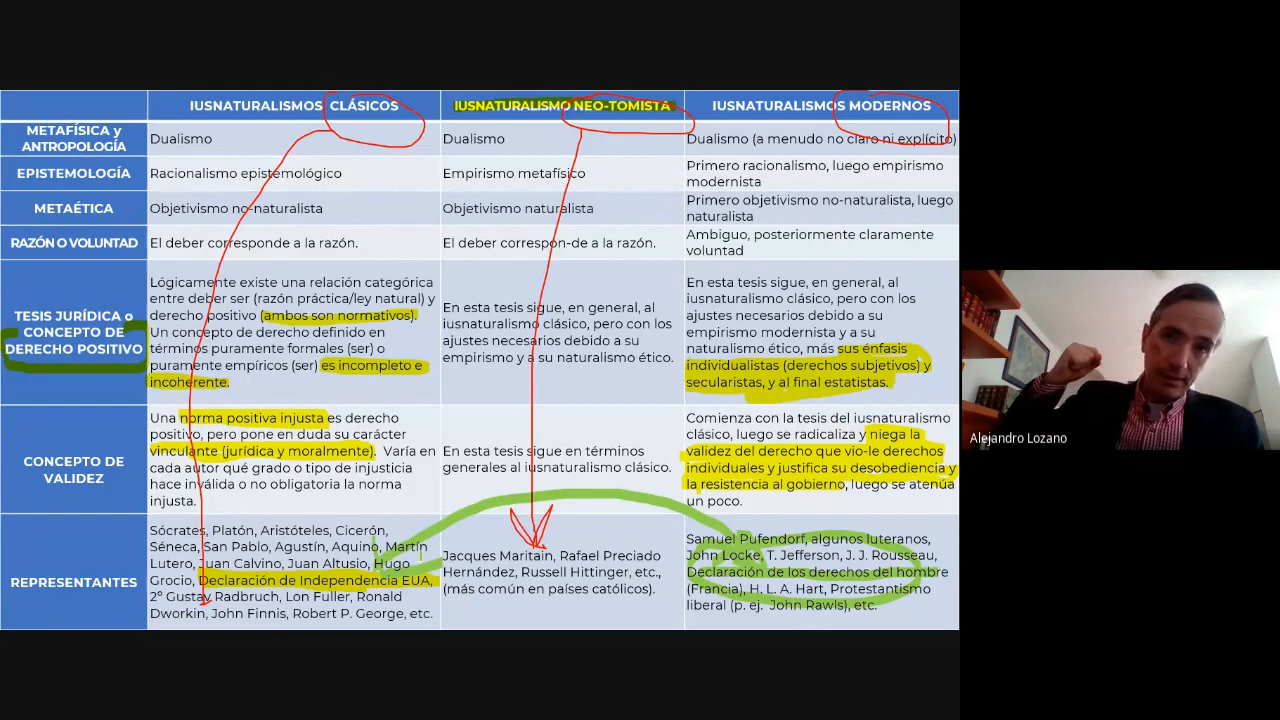 IUSNATURALISMOS CLÁSICOS
IUSNATURALISMO NEO-TOMISTA
IUSNATURALISMOS MODERNOS
METAFÍSICA y
ANTROPOLOGÍA
Dualismo
Dualismo
Dualismo (a menudo no claro ni explícito)
EPISTEMOLOGÍA
Racionalismo epistemológico
Empirismo metafísico
Primero racionalismo, luego empirismo
modernista
METAÉTICA
Objetivismo no-naturalista
Objetivismo naturalista
Primero objetivismo no-naturalista, luego
naturalista
RAZÓN O VOLUNTAD
El deber corresponde a la razón.
El deber correspon-de a la razón.
Ambiguo, posteriormente claramente
voluntad
TESIS JURÍDICA o
CONCEPTO DE
DERECHO POSITIVO
Lógicamente existe una relación categórica
entre deber ser (razón práctica/ley natural) y
derecho positivo (ambos son normativos).
Un concepto de derecho definido en
términos puramente formales (ser) o
puramente empíricos (ser) es incompleto e
incoherente.
En esta tesis sigue, en general, al
iusnaturalismo clásico, pero con los
ajustes necesarios debido a su
empirismo y a su naturalismo ético.
En esta tesis sigue, en general, al
iusnaturalismo clásico, pero con los
ajustes necesarios debido a su
empirismo modernista y a su
naturalismo ético, más sus énfasis
individualistas (derechos subjetivos) y
secularistas, y al final estatistas.
CONCEPTO DE
VALIDEZ
Una norma positiva injusta es derecho
positivo, pero pone en duda su carácter
vinculante (jurídica y moralmente). Varía en
cada autor qué grado o tipo de injusticia
hace inválida o no obligatoria la norma
injusta.
En esta tesis sigue en términos
generales al iusnaturalismo clásico.
Comienza con la tesis del iusnaturalismo
clásico, luego se radicaliza y niega la
validez del derecho que vio-le derechos
individuales y justifica su desobediencia y
la resistencia al gobierno, luego se atenúa
un poco.
REPRESENTANTES
Sócrates, Platón, Aristóteles, Cicerón,
Séneca, San Pablo, Agustín, Aquino, Martín
Lutero, Juan Calvino, Juan Altusio, Hugo
Grocio, Declaración de Independencia EUA,
2º Gustav Radbruch, Lon Fuller, Ronald
Dworkin, John Finnis, Robert P. George, etc.
Jacques Maritain, Rafael Preciado
Hernández, Russell Hittinger, etc.,
(más común en países católicos).
Samuel Pufendorf, algunos luteranos,
John Locke, T. Jefferson, J. J. Rousseau,
Declaración de los derechos del hombre
(Francia), H. L. A. Hart, Protestantismo
liberal (p. ej. John Rawls), etc.
Alejandro Lozano